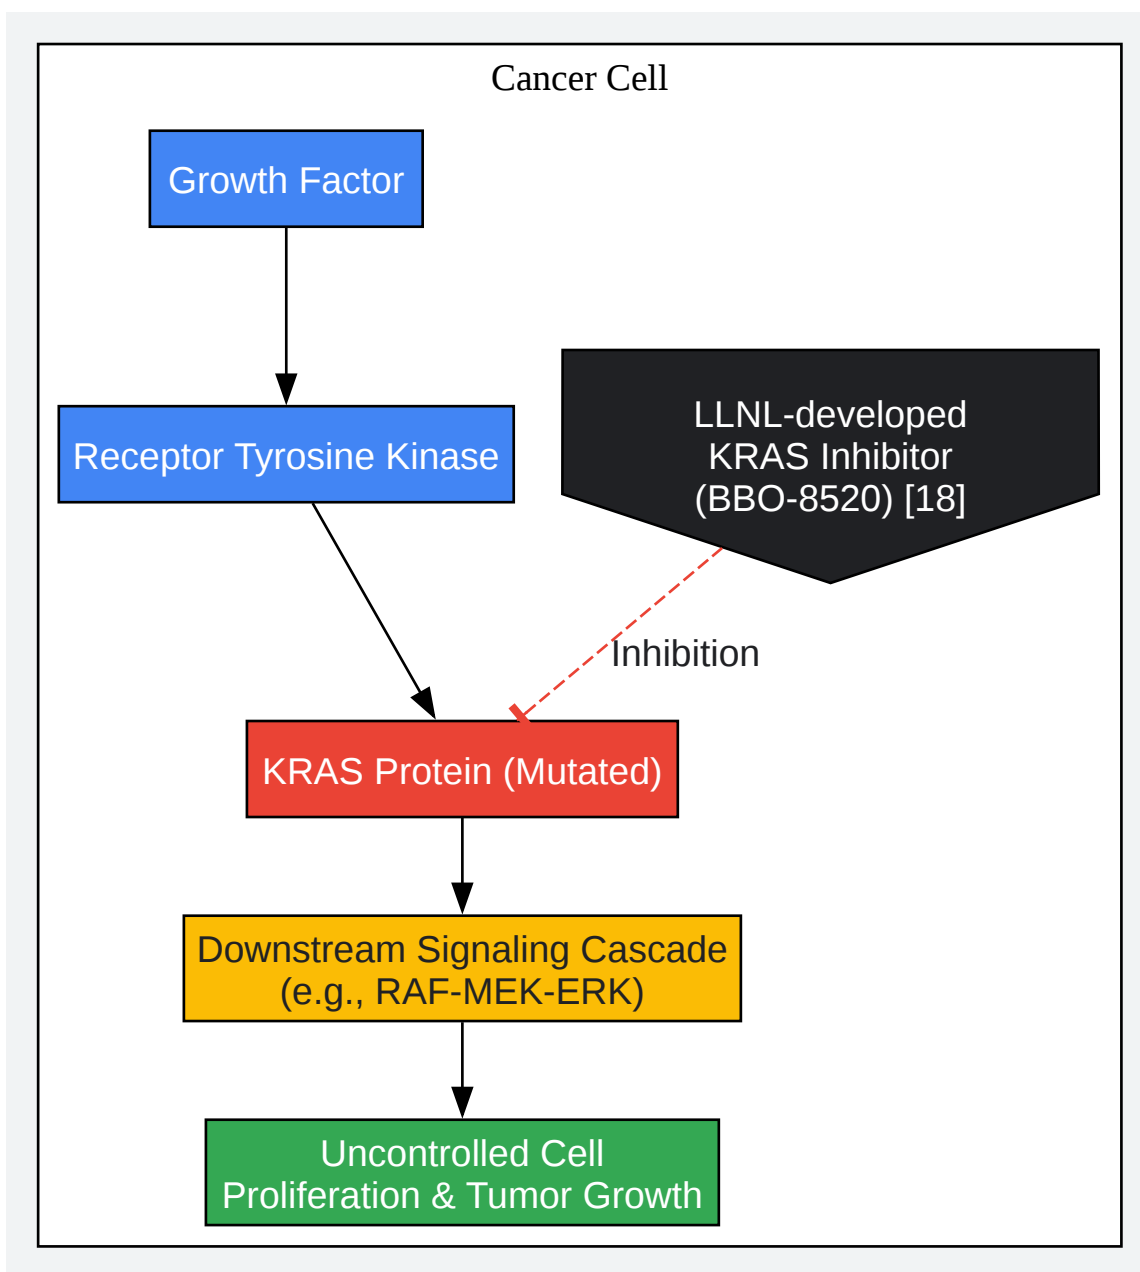 Cancer Cell
Growth Factor
Receptor Tyrosine Kinase
LLNL-developed
KRAS Inhibitor
(BBO-8520) [18]
Inhibition
KRAS Protein (Mutated)
Downstream Signaling Cascade
(e.g., RAF-MEK-ERK)
Uncontrolled Cell
Proliferation & Tumor Growth